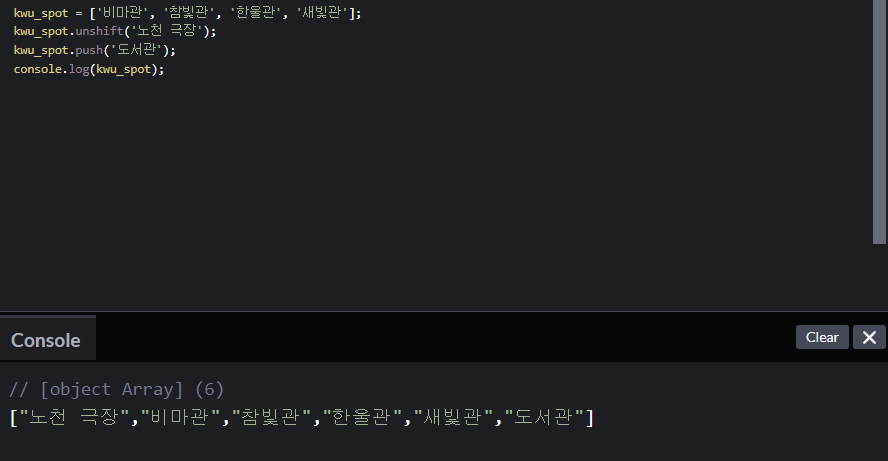 kwu_spot = ['비마관', '참빛관', '한울관', '새빛관'];
kwu_spot.unshift('노천 극장');
kwu_spot.push('도서관');
console.log(kwu_spot);
Console
Clear
// [object Array] (6)
["노천 극장","비마관","참빛관","한울관","새빛관","도서관"]